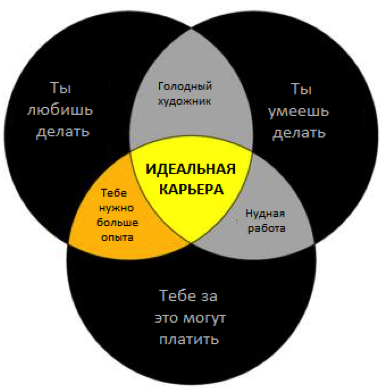 Ты
любишь
делать
Голодный
художник
Ты
умеешь
делать
ИДЕАЛЬНАЯ
КАРЬЕРА
Тебе
нужно
больше
опыта
Нудная
работа
Тебе за
это могут
платить